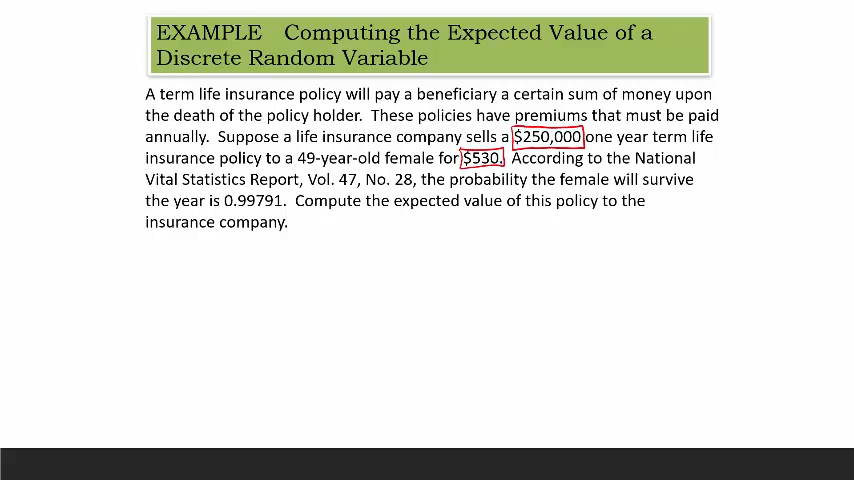 EXAMPLE Computing the Expected Value of a
Discrete Random Variable
A term life insurance policy will pay a beneficiary a certain sum of money upon
the death of the policy holder. These policies have premiums that must be paid
annually. Suppose a life insurance company sells a $250,000 one year term life
insurance policy to a 49-year-old female for $530. According to the National
Vital Statistics Report, Vol. 47, No. 28, the probability the female will survive
the year is 0.99791. Compute the expected value of this policy to the
insurance company.